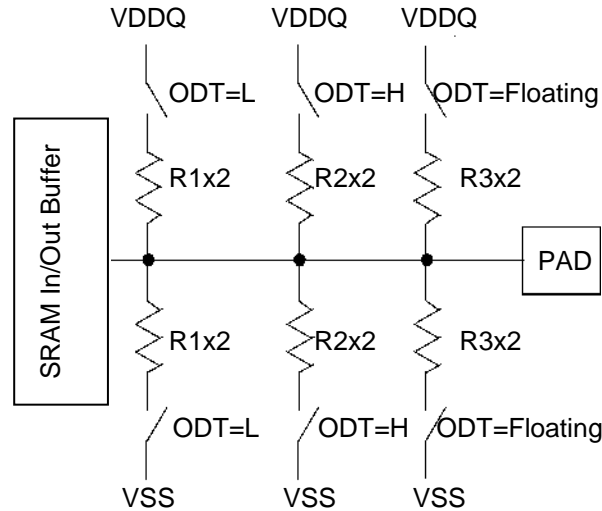 VDDQ VDDQ VDDQ
ODT=L ODT=H ODT=Floating
R1x2 R2x2 R3x2
SRAM In/Out Buffer
PAD
R1x2 R2x2 R3x2
ODT=L ODT=H ODT=Floating
VSS VSS VSS